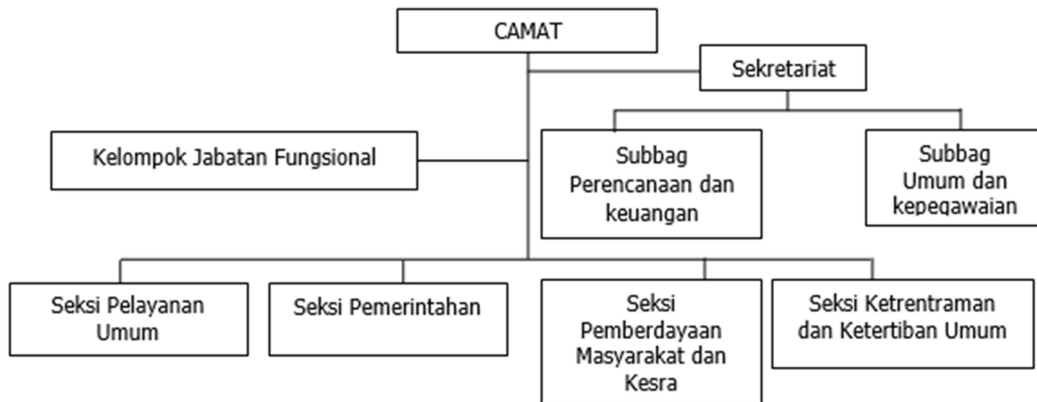 CAMAT
Sekretariat
Kelompok Jabatan Fungsional
Subbag
Perencanaan dan
keuangan
Subbag
Umum dan
kepegawaian
Seksi Pelayanan
Umum
Seksi Pemerintahan
Seksi
Pemberdayaan
Masyarakat dan
Kesra
Seksi Ketrentraman
dan Ketertiban Umum